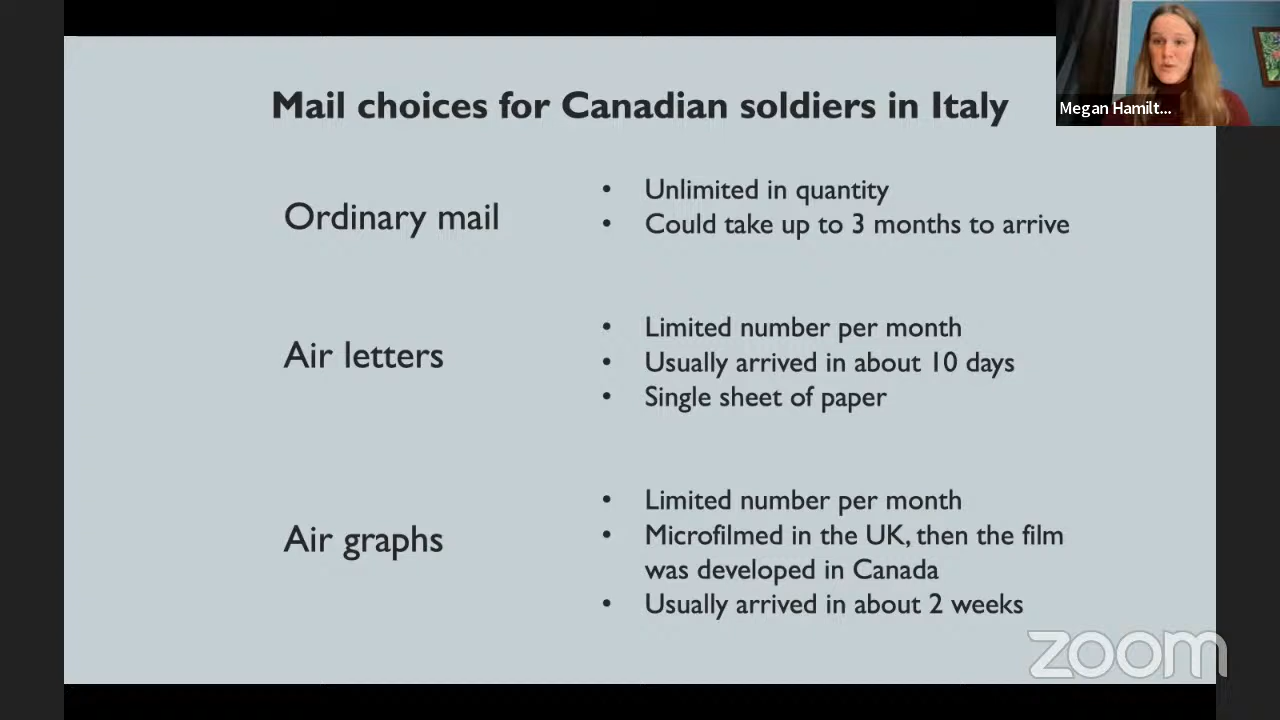 Mail choices for Canadian soldiers in Italy
Megan Hamilt...
Ordinary mail
• Unlimited in quantity
• Could take up to 3 months to arrive
Air letters
• Limited number per month
• Usually arrived in about 10 days
• Single sheet of paper
Air graphs
• Limited number per month
• Microfilmed in the UK, then the film
was developed in Canada
• Usually arrived in about 2 weeks
zoom